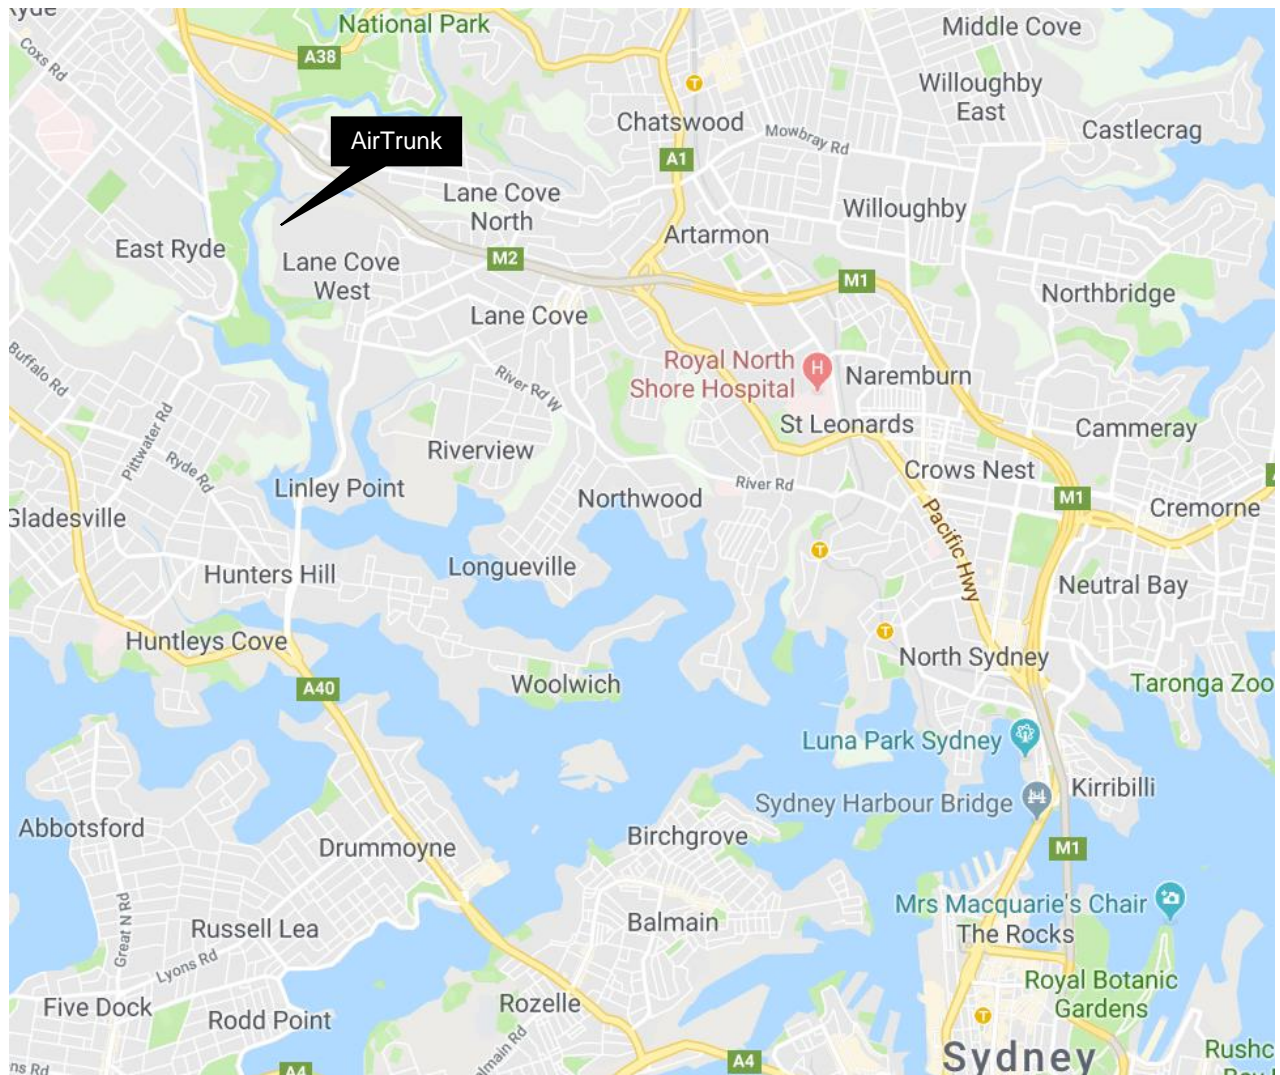 National Park
Middle Cove
A38
Coxs Rd
Willoughby
East
Chatswood
Mowbray Rd
Castlecrag
AirTrunk
A1
Lane Cove
North
Willoughby
Artarmon
East Ryde
Lane Cove
West
M2
M1
Northbridge
Lane Cove
Buffalo Rd
Royal North
Shore Hospital
H
Naremburn
River Rd W
St Leonards
Cammeray
Pittwater Rd
Riverview
Ryde Rd
Crows Nest
Linley Point
Northwood
River Rd
M1
Cremorne
Gladesville
Pacific Hwy
Longueville
Hunters Hill
Neutral Bay
Huntleys Cove
North Sydney
A40
Woolwich
Taronga Zoo
Luna Park Sydney
Kirribilli
Sydney Harbour Bridge
Abbotsford
Drummoyne
Birchgrove
M1
Mrs Macquarie's Chair
The Rocks
Great N Rd
Russell Lea
Balmain
Lyons Rd
Royal Botanic
Gardens
Five Dock
Rodd Point
Rozelle
Sydney
A4
A4